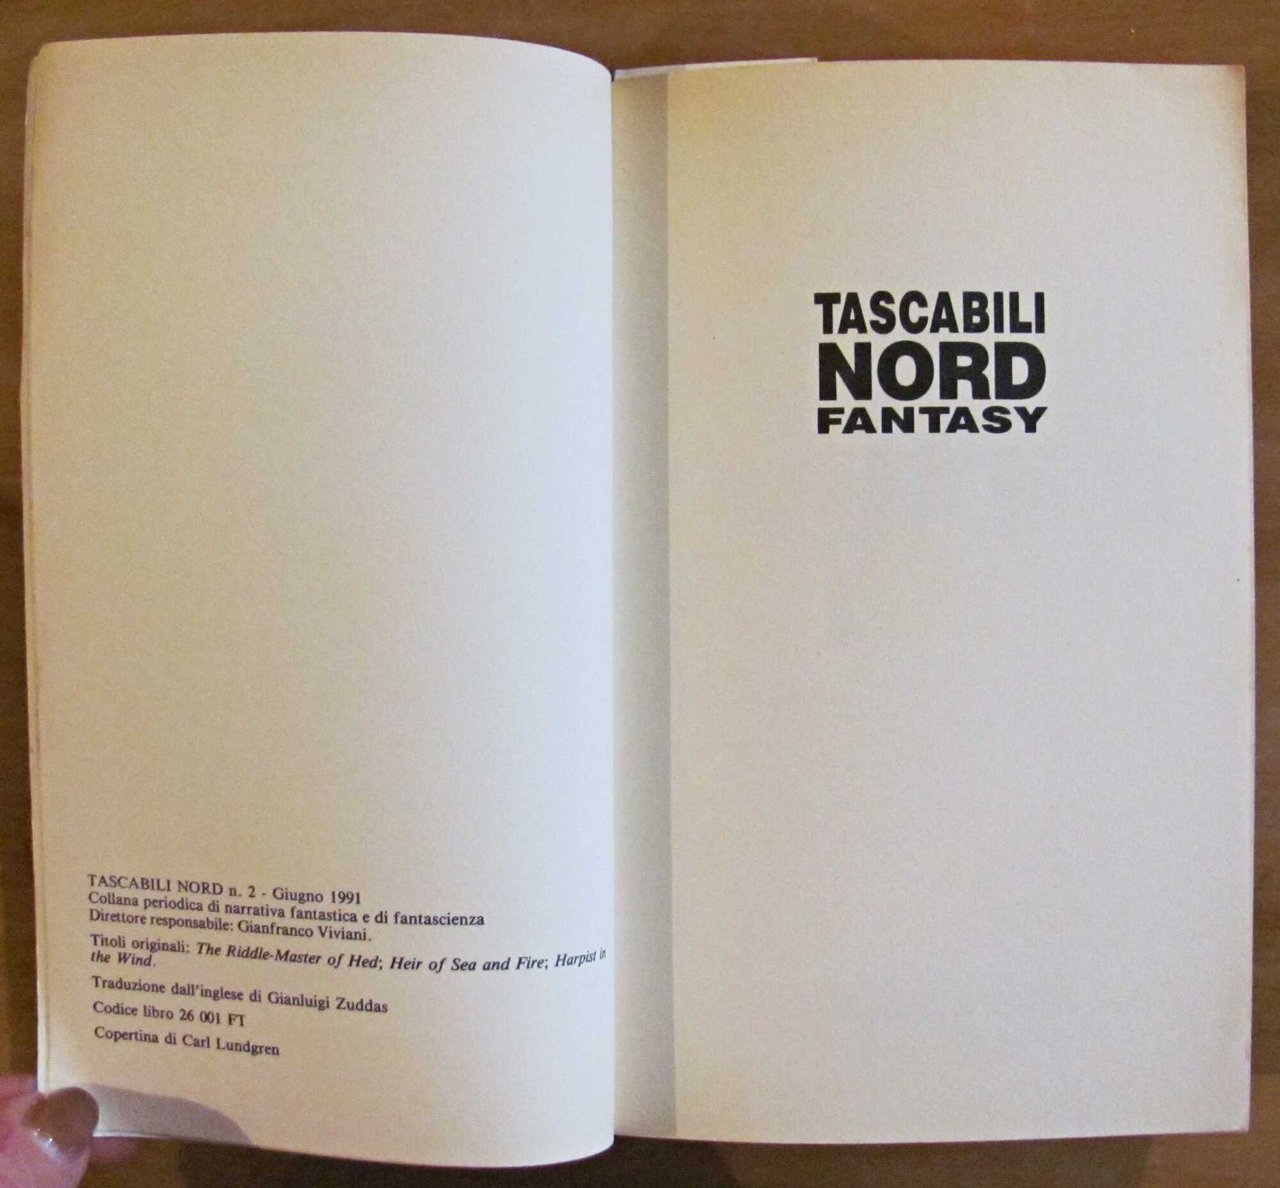 TASCABILI NORD n. 2 - Giugno 1991
Collana periodica di narrativa fantastica e di fantascienza
Direttore responsabile: Gianfranco Viviani.
Titoli originali: The Riddle-Master of Hed; Heir of Sea and Fire; Harpist in
the Wind.
Traduzione dall'inglese di Gianluigi Zuddas
Codice libro 26 001 FT
Copertina di Carl Lundgren
TASCABILI
NORD
FANTASY